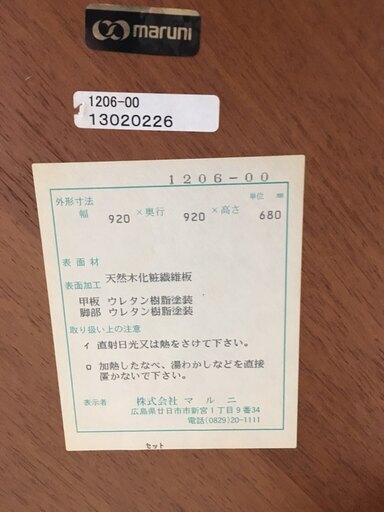 maruni
1206-00
13020226
1206-00
外形寸法 単位 ㎜
幅 920 ×奥行 920 ×高さ 680
表面材
天然木化粧繊維板
表面加工
甲板 ウレタン樹脂塗装
脚部 ウレタン樹脂塗装
取り扱い上の注意
イ 直射日光又は熱をさけて下さい。
ロ 加熱したなべ、湯わかしなどを直接
置かないで下さい。
表示者 株式会社 マルニ
広島県廿日市市新宮1丁目9番34
電話(0829)20-1111
セット